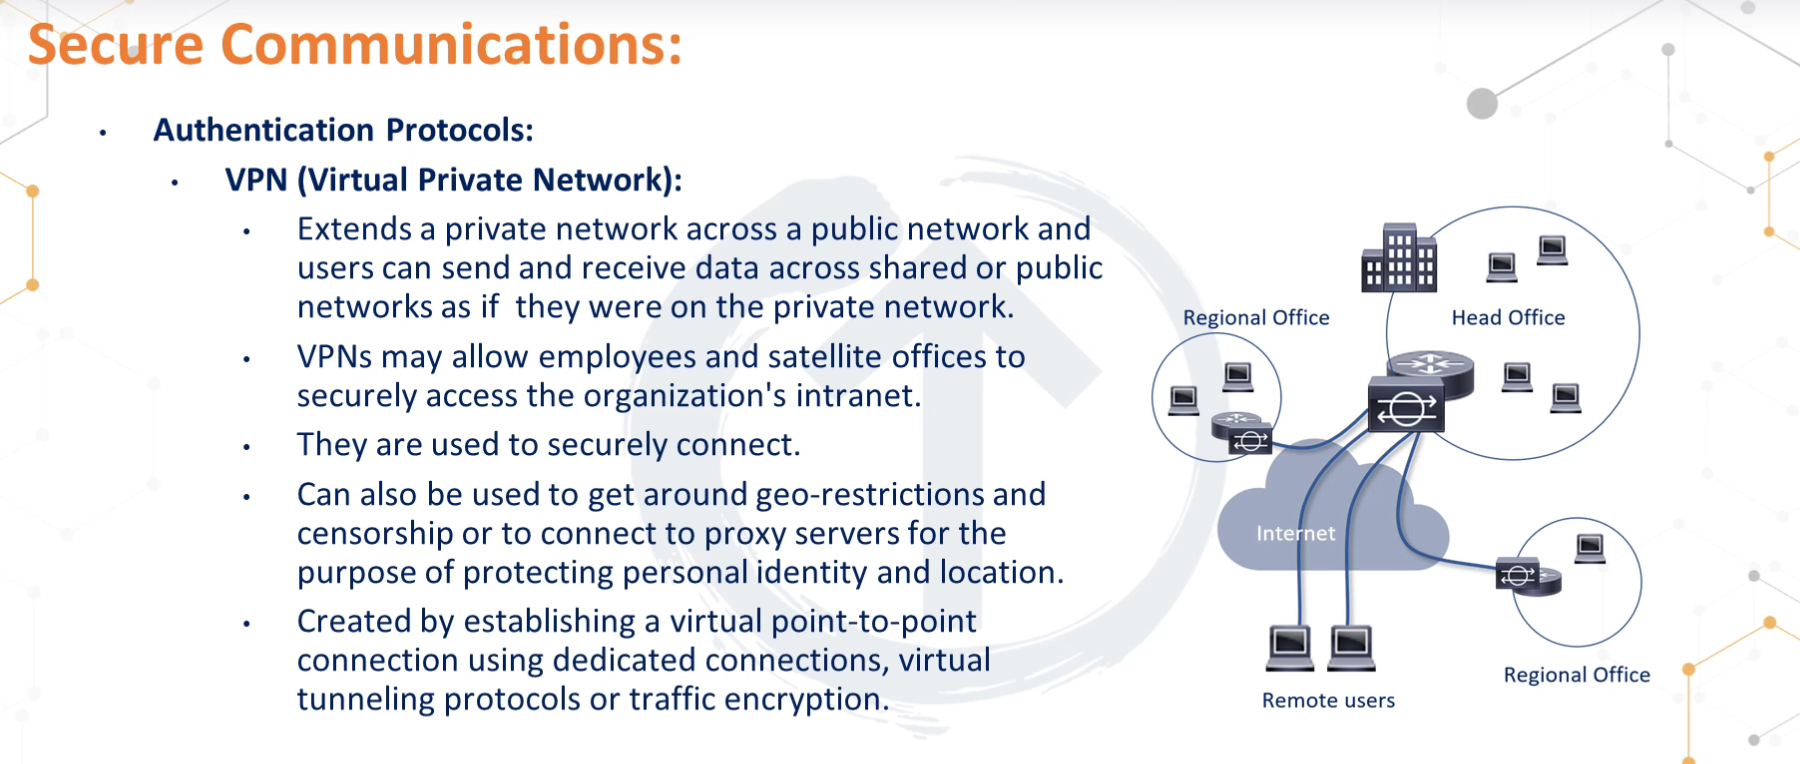 Secure Communications:
• Authentication Protocols:
• VPN (Virtual Private Network):
• Extends a private network across a public network and
users can send and receive data across shared or public
networks as if  they were on the private network.
• VPNs may allow employees and satellite offices to
securely access the organization's intranet.
• They are used to securely connect.
• Can also be used to get around geo-restrictions and
censorship or to connect to proxy servers for the
purpose of protecting personal identity and location.
• Created by establishing a virtual point-to-point
connection using dedicated connections, virtual
tunneling protocols or traffic encryption.
Regional Office
Head Office
Internet
Remote users
Regional Office